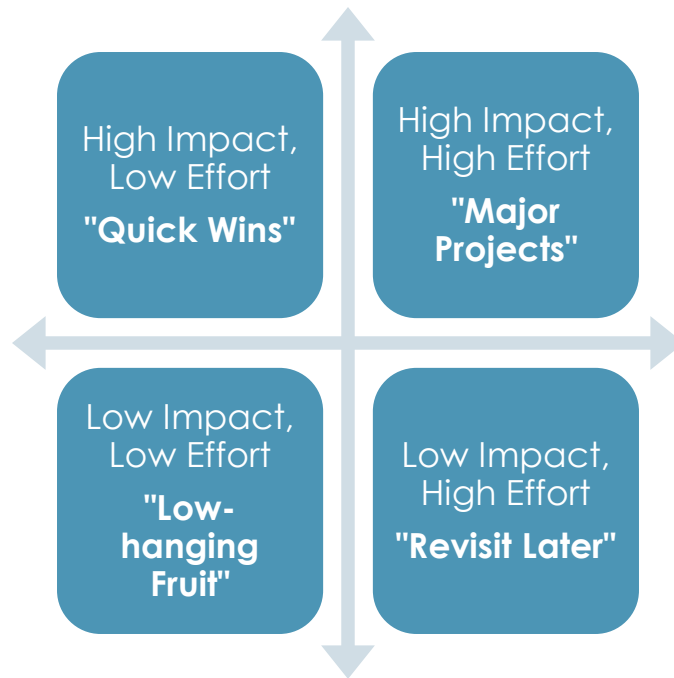 High Impact,
Low Effort
"Quick Wins"
High Impact,
High Effort
"Major
Projects"
Low Impact,
Low Effort
"Low-
hanging
Fruit"
Low Impact,
High Effort
"Revisit Later"